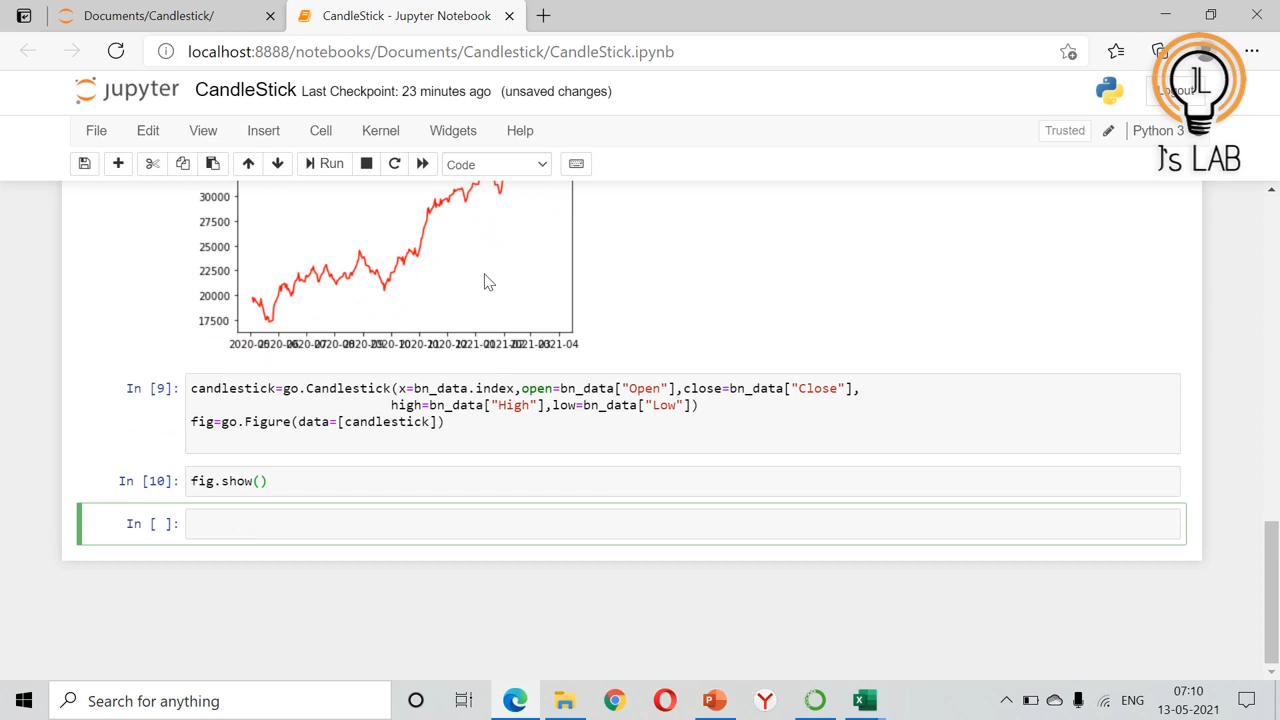 Documents/Candlestick/
CandleStick - Jupyter Notebook
localhost:8888/notebooks/Documents/Candlestick/CandleStick.ipynb
jupyter CandleStick Last Checkpoint: 23 minutes ago (unsaved changes)
Logout
File Edit View Insert Cell Kernel Widgets Help
Trusted
Python 3
Run
Code
JL
J's LAB
30000
27500
25000
22500
20000
17500
In [9]: candlestick=go.Candlestick(x=bn_data.index,open=bn_data["Open"],close=bn_data["Close"],
high=bn_data["High"],low=bn_data["Low"])
fig=go.Figure(data=[candlestick])
In [10]: fig.show()
In [ ]:
Search for anything
ENG
07:10
13-05-2021